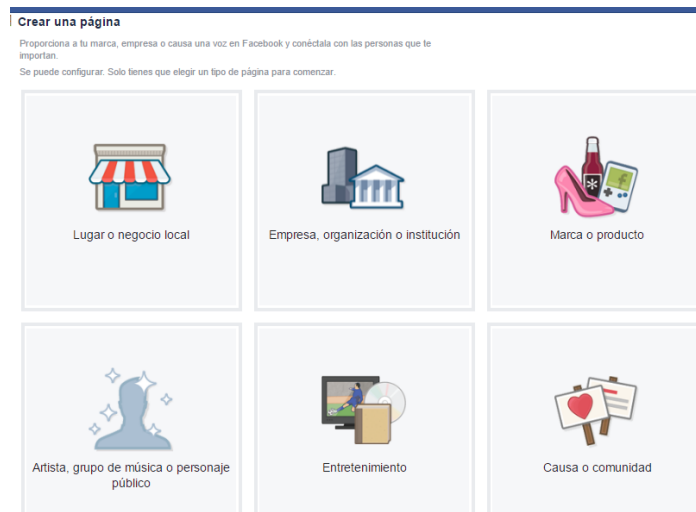 Crear una página
Proporciona a tu marca, empresa o causa una voz en Facebook y conéctala con las personas que te
importan.
Se puede configurar. Solo tienes que elegir un tipo de página para comenzar.
Lugar o negocio local
Empresa, organización o institución
Marca o producto
Artista, grupo de música o personaje
público
Entretenimiento
Causa o comunidad